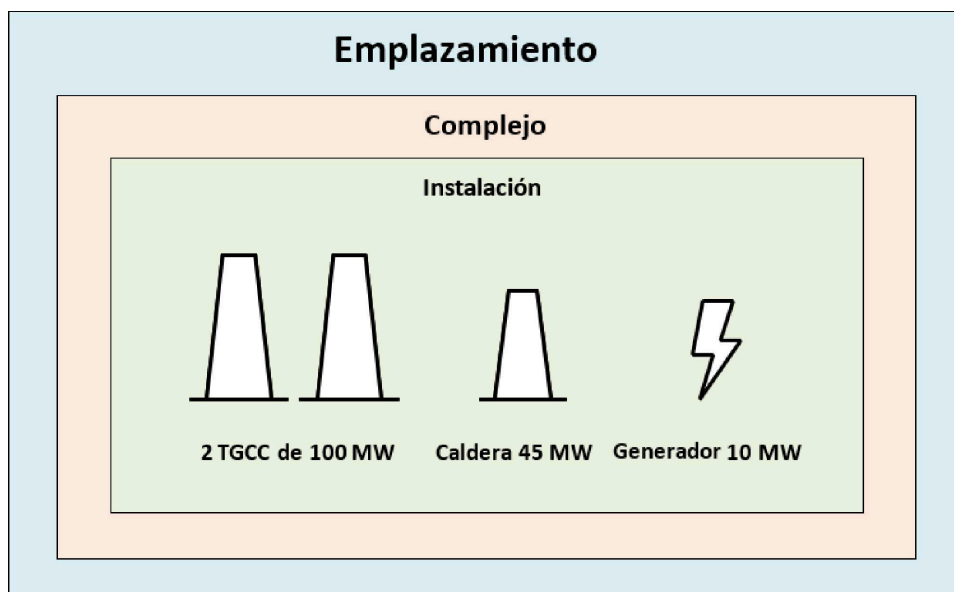 Emplazamiento
Complejo
Instalación
2 TGCC de 100 MW
Caldera 45 MW
Generador 10 MW